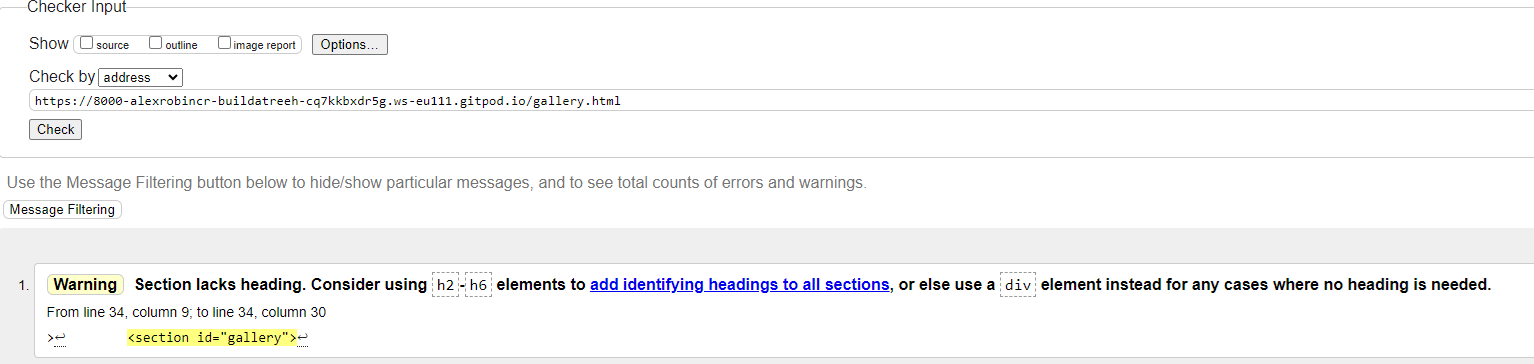 Checker Input
Show source outline image report Options...
Check by address
https://8000-alexrobincr-buildatreeh-cq7kkbxdr5g.ws-eu111.gitpod.io/gallery.html
Check
Use the Message Filtering button below to hide/show particular messages, and to see total counts of errors and warnings.
Message Filtering
1. Warning Section lacks heading. Consider using h2-h6 elements to add identifying headings to all sections, or else use a div element instead for any cases where no heading is needed.
From line 34, column 9; to line 34, column 30
>↩ <section id="gallery">↩